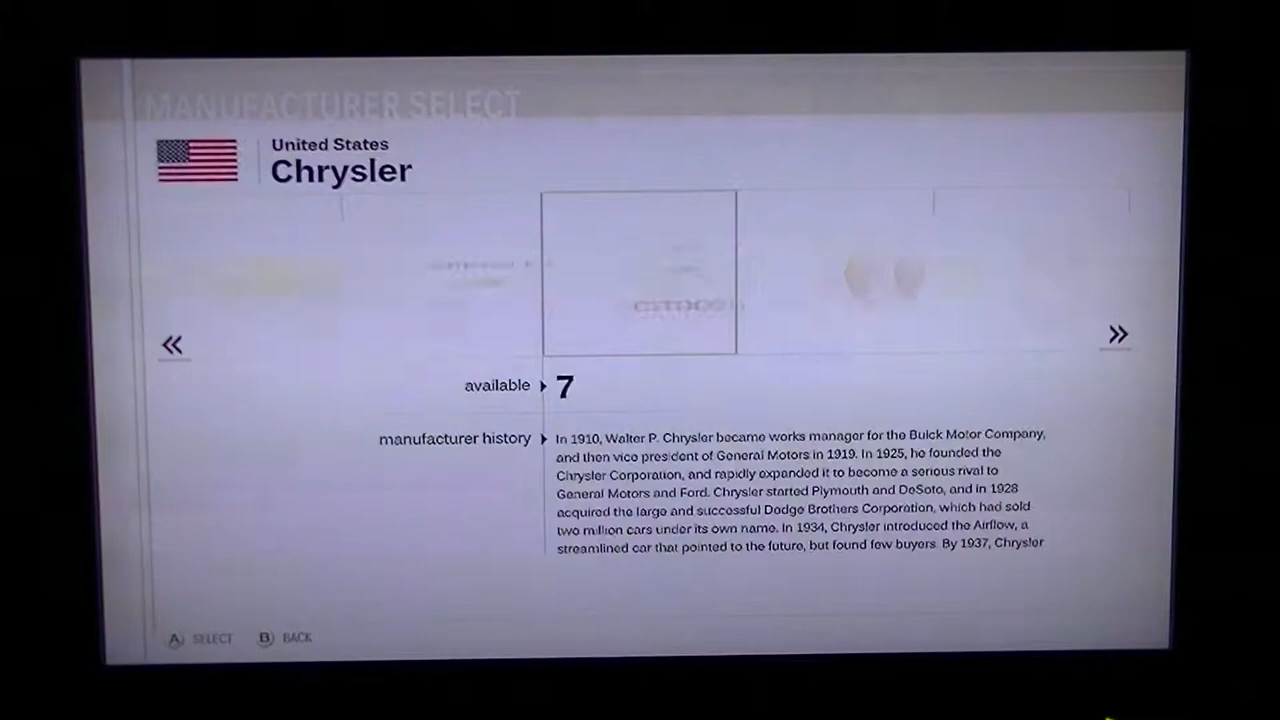 MANUFACTURER SELECT
United States
Chrysler
available 7
manufacturer history
In 1910, Walter P. Chrysler became works manager for the Buick Motor Company,
and then vice president of General Motors in 1919. In 1925, he founded the
Chrysler Corporation, and rapidly expanded it to become a serious rival to
General Motors and Ford. Chrysler started Plymouth and DeSoto, and in 1928
acquired the large and successful Dodge Brothers Corporation, which had sold
two million cars under its own name. In 1934, Chrysler introduced the Airflow, a
streamlined car that pointed to the future, but found few buyers. By 1937, Chrysler
A SELECT B BACK